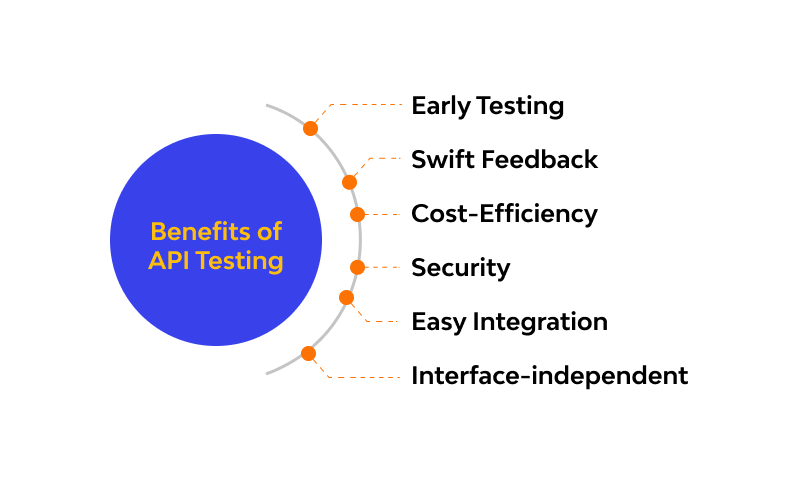 Benefits of
API Testing
Early Testing
Swift Feedback
Cost-Efficiency
Security
Easy Integration
Interface-independent